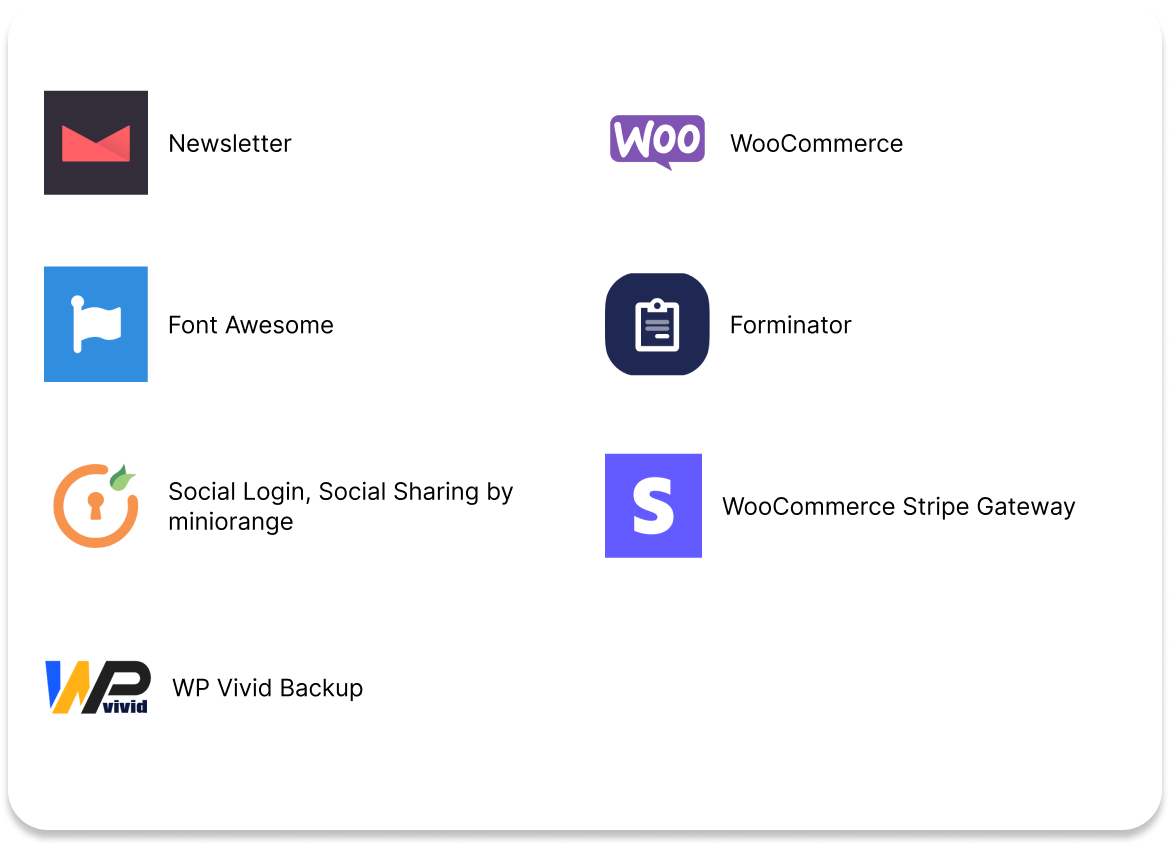 Newsletter
WOO
WooCommerce
Font Awesome
Forminator
Social Login, Social Sharing by
miniorange
S
WooCommerce Stripe Gateway
WP
vivid
WP Vivid Backup